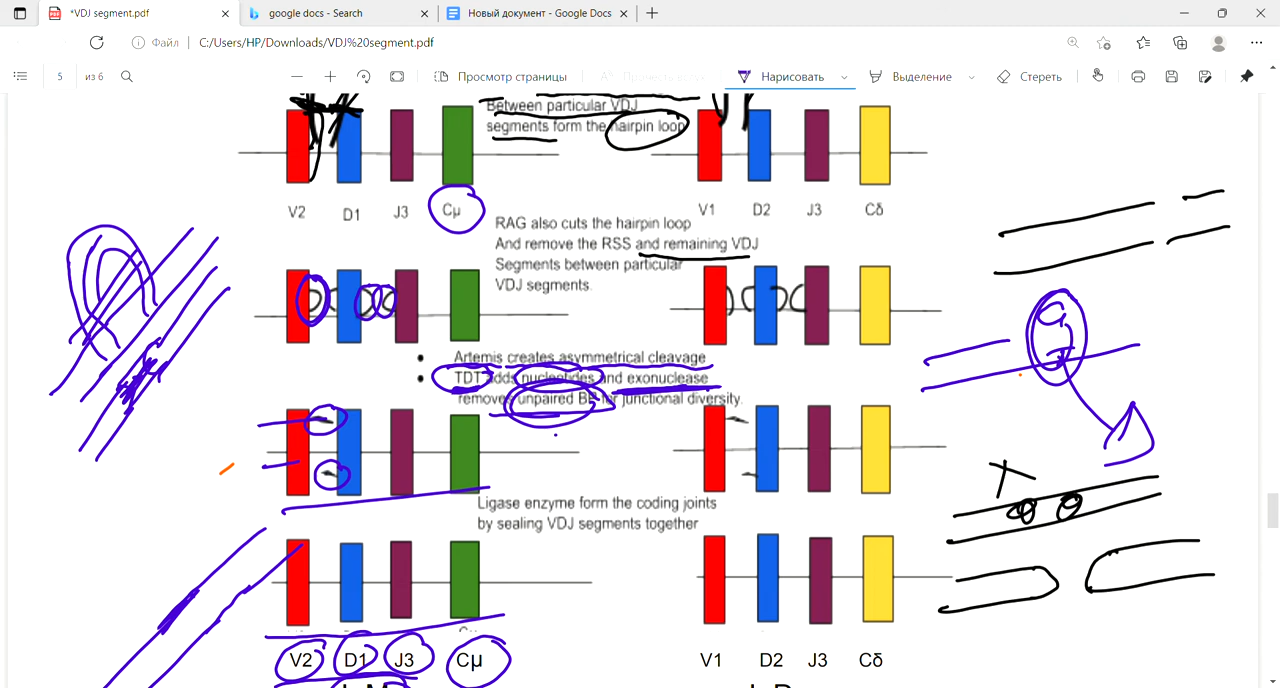 *VDJ segment.pdf
google docs - Search
Новый документ - Google Docs
Файл
C:/Users/HP/Downloads/VDJ%20segment.pdf
5 из 6
Просмотр страницы
Нарисовать
Выделение
Стереть
Between particular VDJ
segments form the hairpin loop
V2 D1 J3 Cμ
V1 D2 J3 Cδ
RAG also cuts the hairpin loop
And remove the RSS and remaining VDJ
Segments between particular
VDJ segments.
Artemis creates asymmetrical cleavage
TDT adds nucleotides and exonuclease
removes unpaired BP for junctional diversity.
Ligase enzyme form the coding joints
by sealing VDJ segments together
V2 D1 J3 Cμ
V1 D2 J3 Cδ